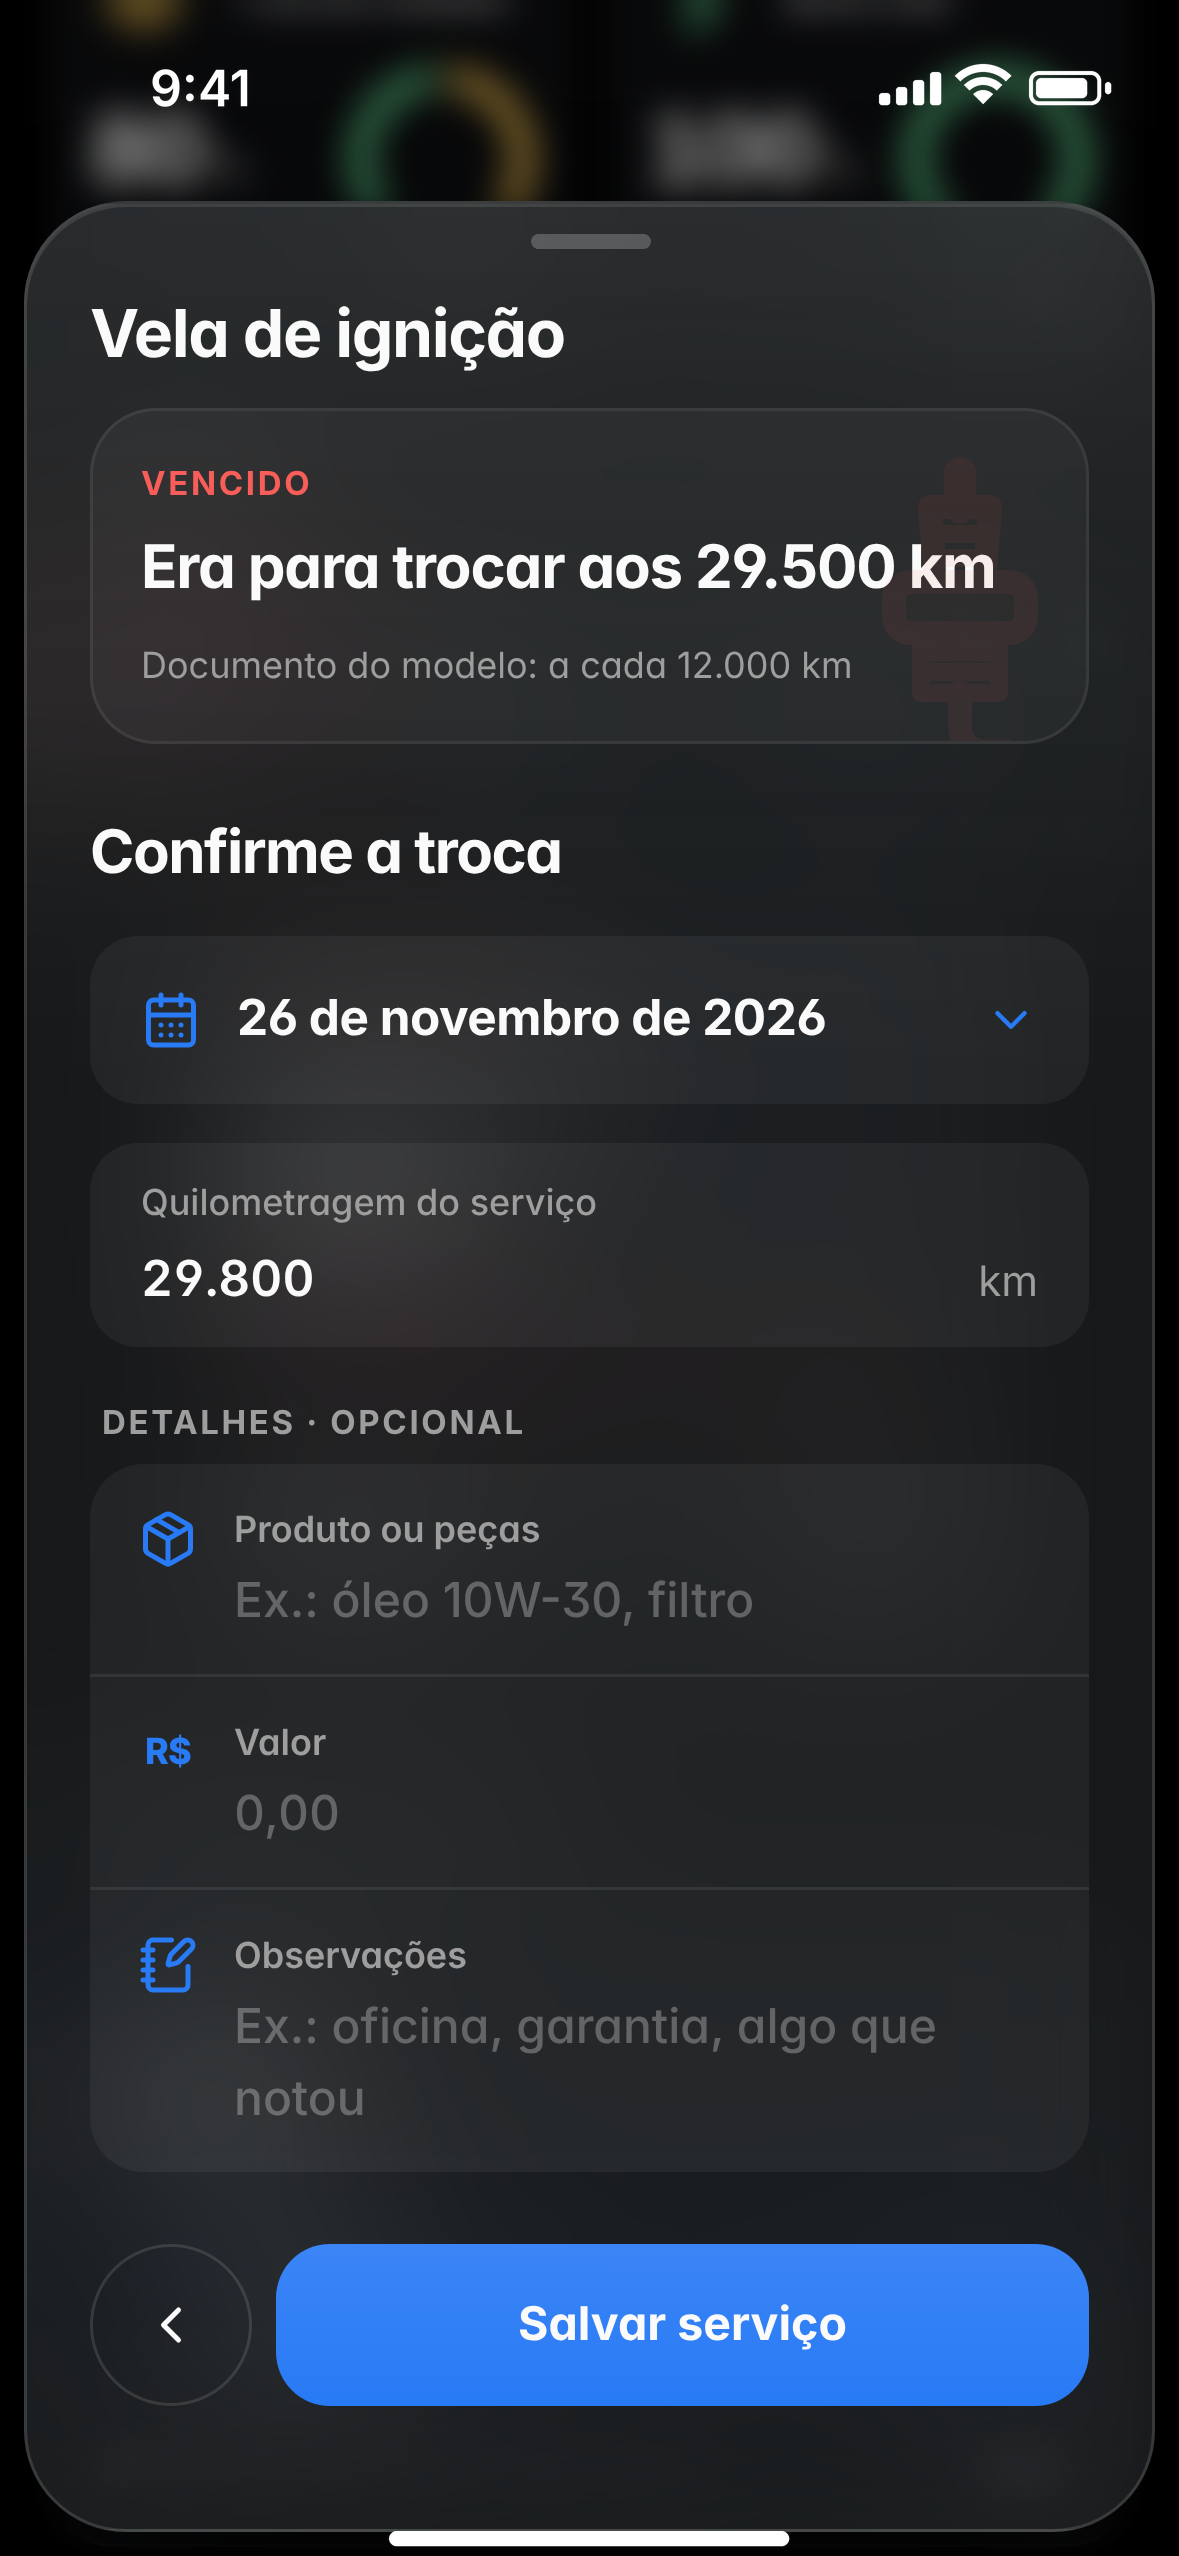 9:41
Vela de ignição
VENCIDO
Era para trocar aos 29.500 km
Documento do modelo: a cada 12.000 km
Confirme a troca
26 de novembro de 2026
Quilometragem do serviço
29.800 km
DETALHES · OPCIONAL
Produto ou peças
Ex.: óleo 10W-30, filtro
R$ Valor
0,00
Observações
Ex.: oficina, garantia, algo que
notou
Salvar serviço